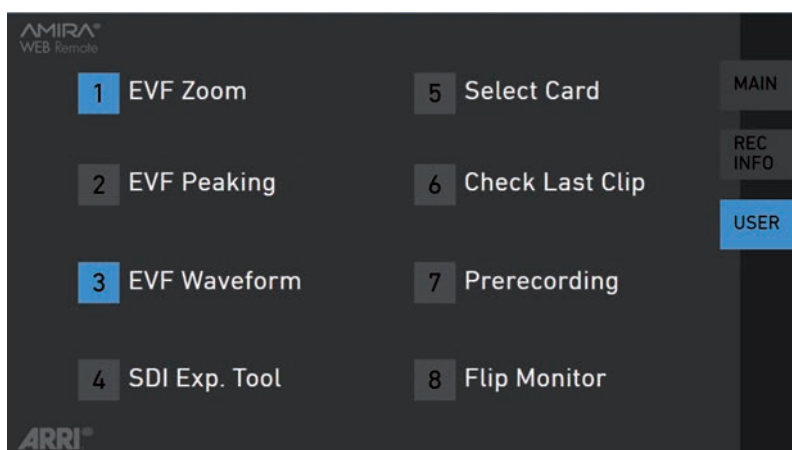 AMIRA®
WEB Remote
1 EVF Zoom
2 EVF Peaking
3 EVF Waveform
4 SDI Exp. Tool
5 Select Card
6 Check Last Clip
7 Prerecording
8 Flip Monitor
MAIN
REC
INFO
USER
ARRI®